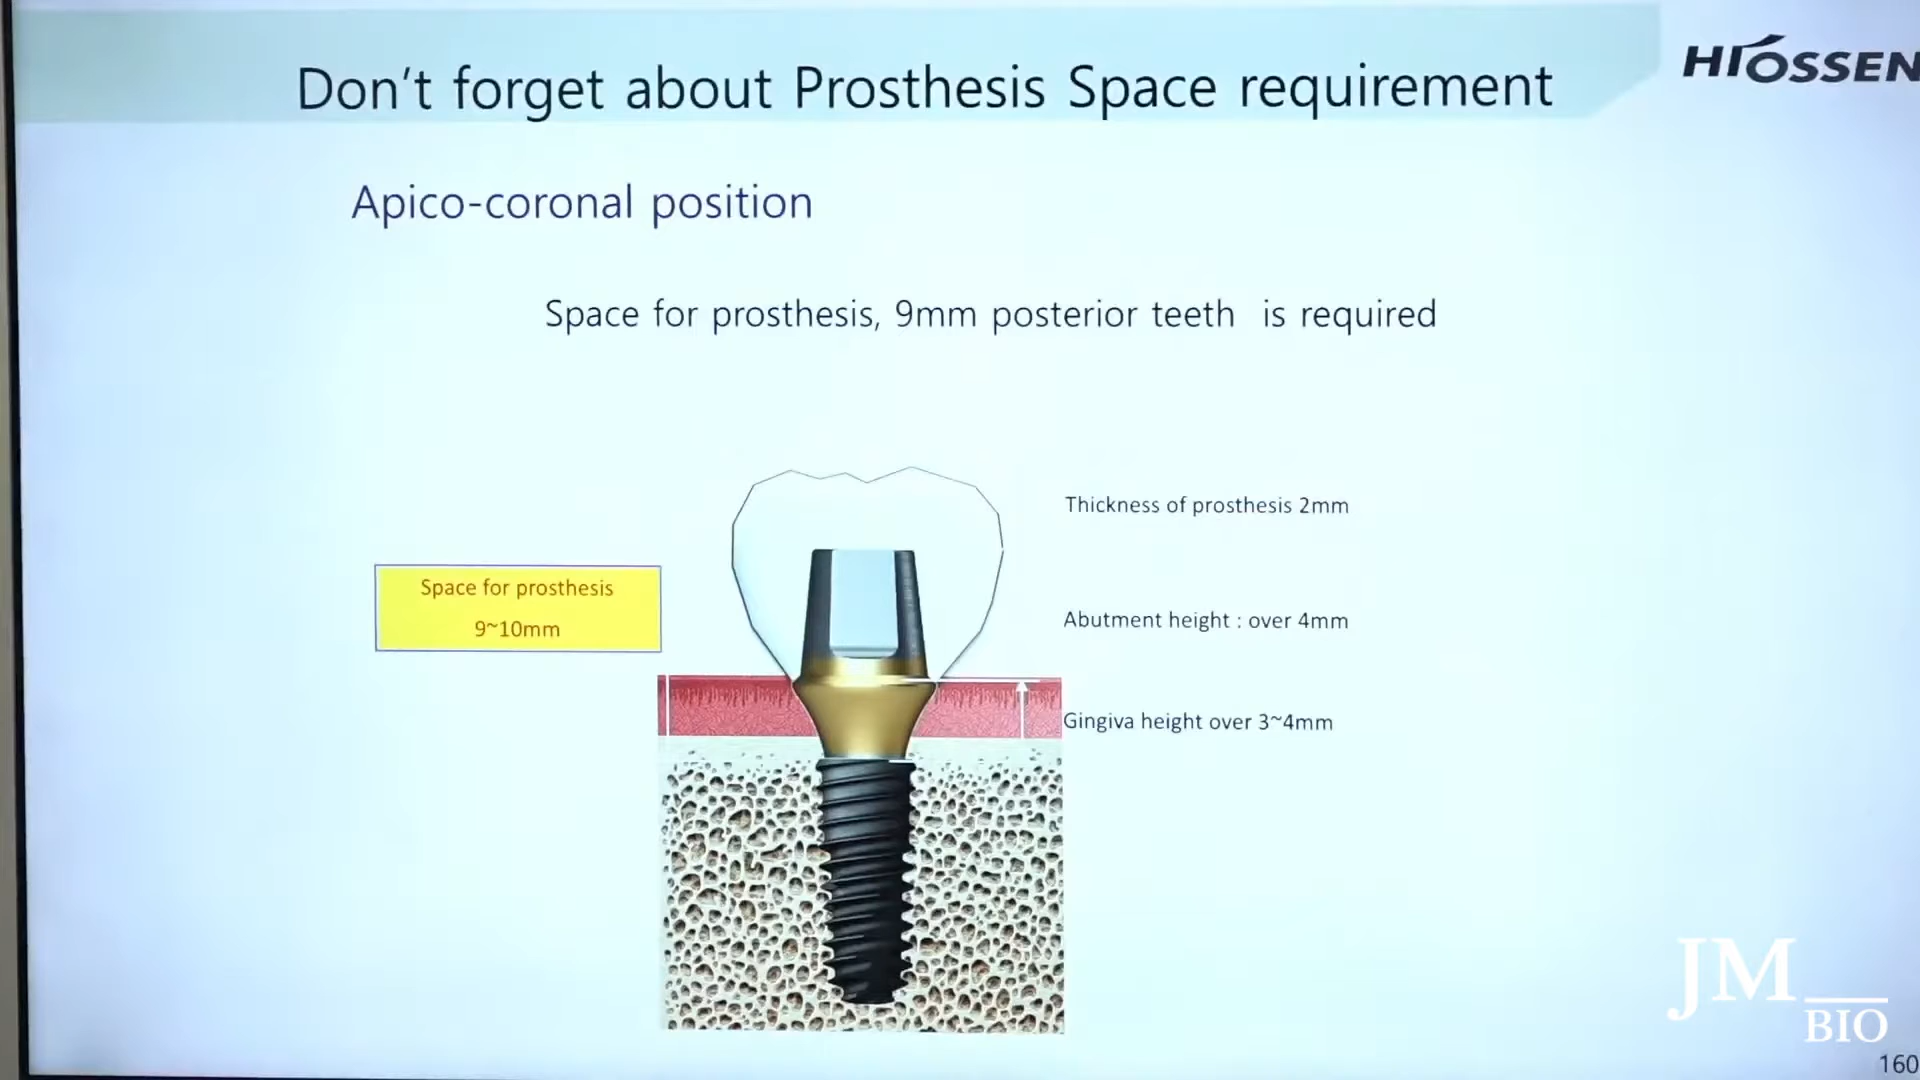 Don't forget about Prosthesis Space requirement
HIOSSEN
Apico-coronal position
Space for prosthesis, 9mm posterior teeth is required
Thickness of prosthesis 2mm
Space for prosthesis
9~10mm
Abutment height : over 4mm
Gingiva height over 3~4mm
JM
BIO
160